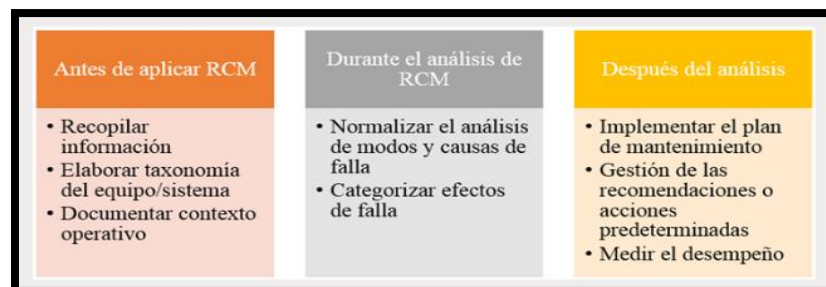 Antes de aplicar RCM
• Recopilar
información
• Elaborar taxonomía
del equipo/sistema
• Documentar contexto
operativo
Durante el análisis de
RCM
• Normalizar el análisis
de modos y causas de
falla
• Categorizar efectos
de falla
Después del análisis
• Implementar el plan
de mantenimiento
• Gestión de las
recomendaciones o
acciones
predeterminadas
• Medir el desempeño